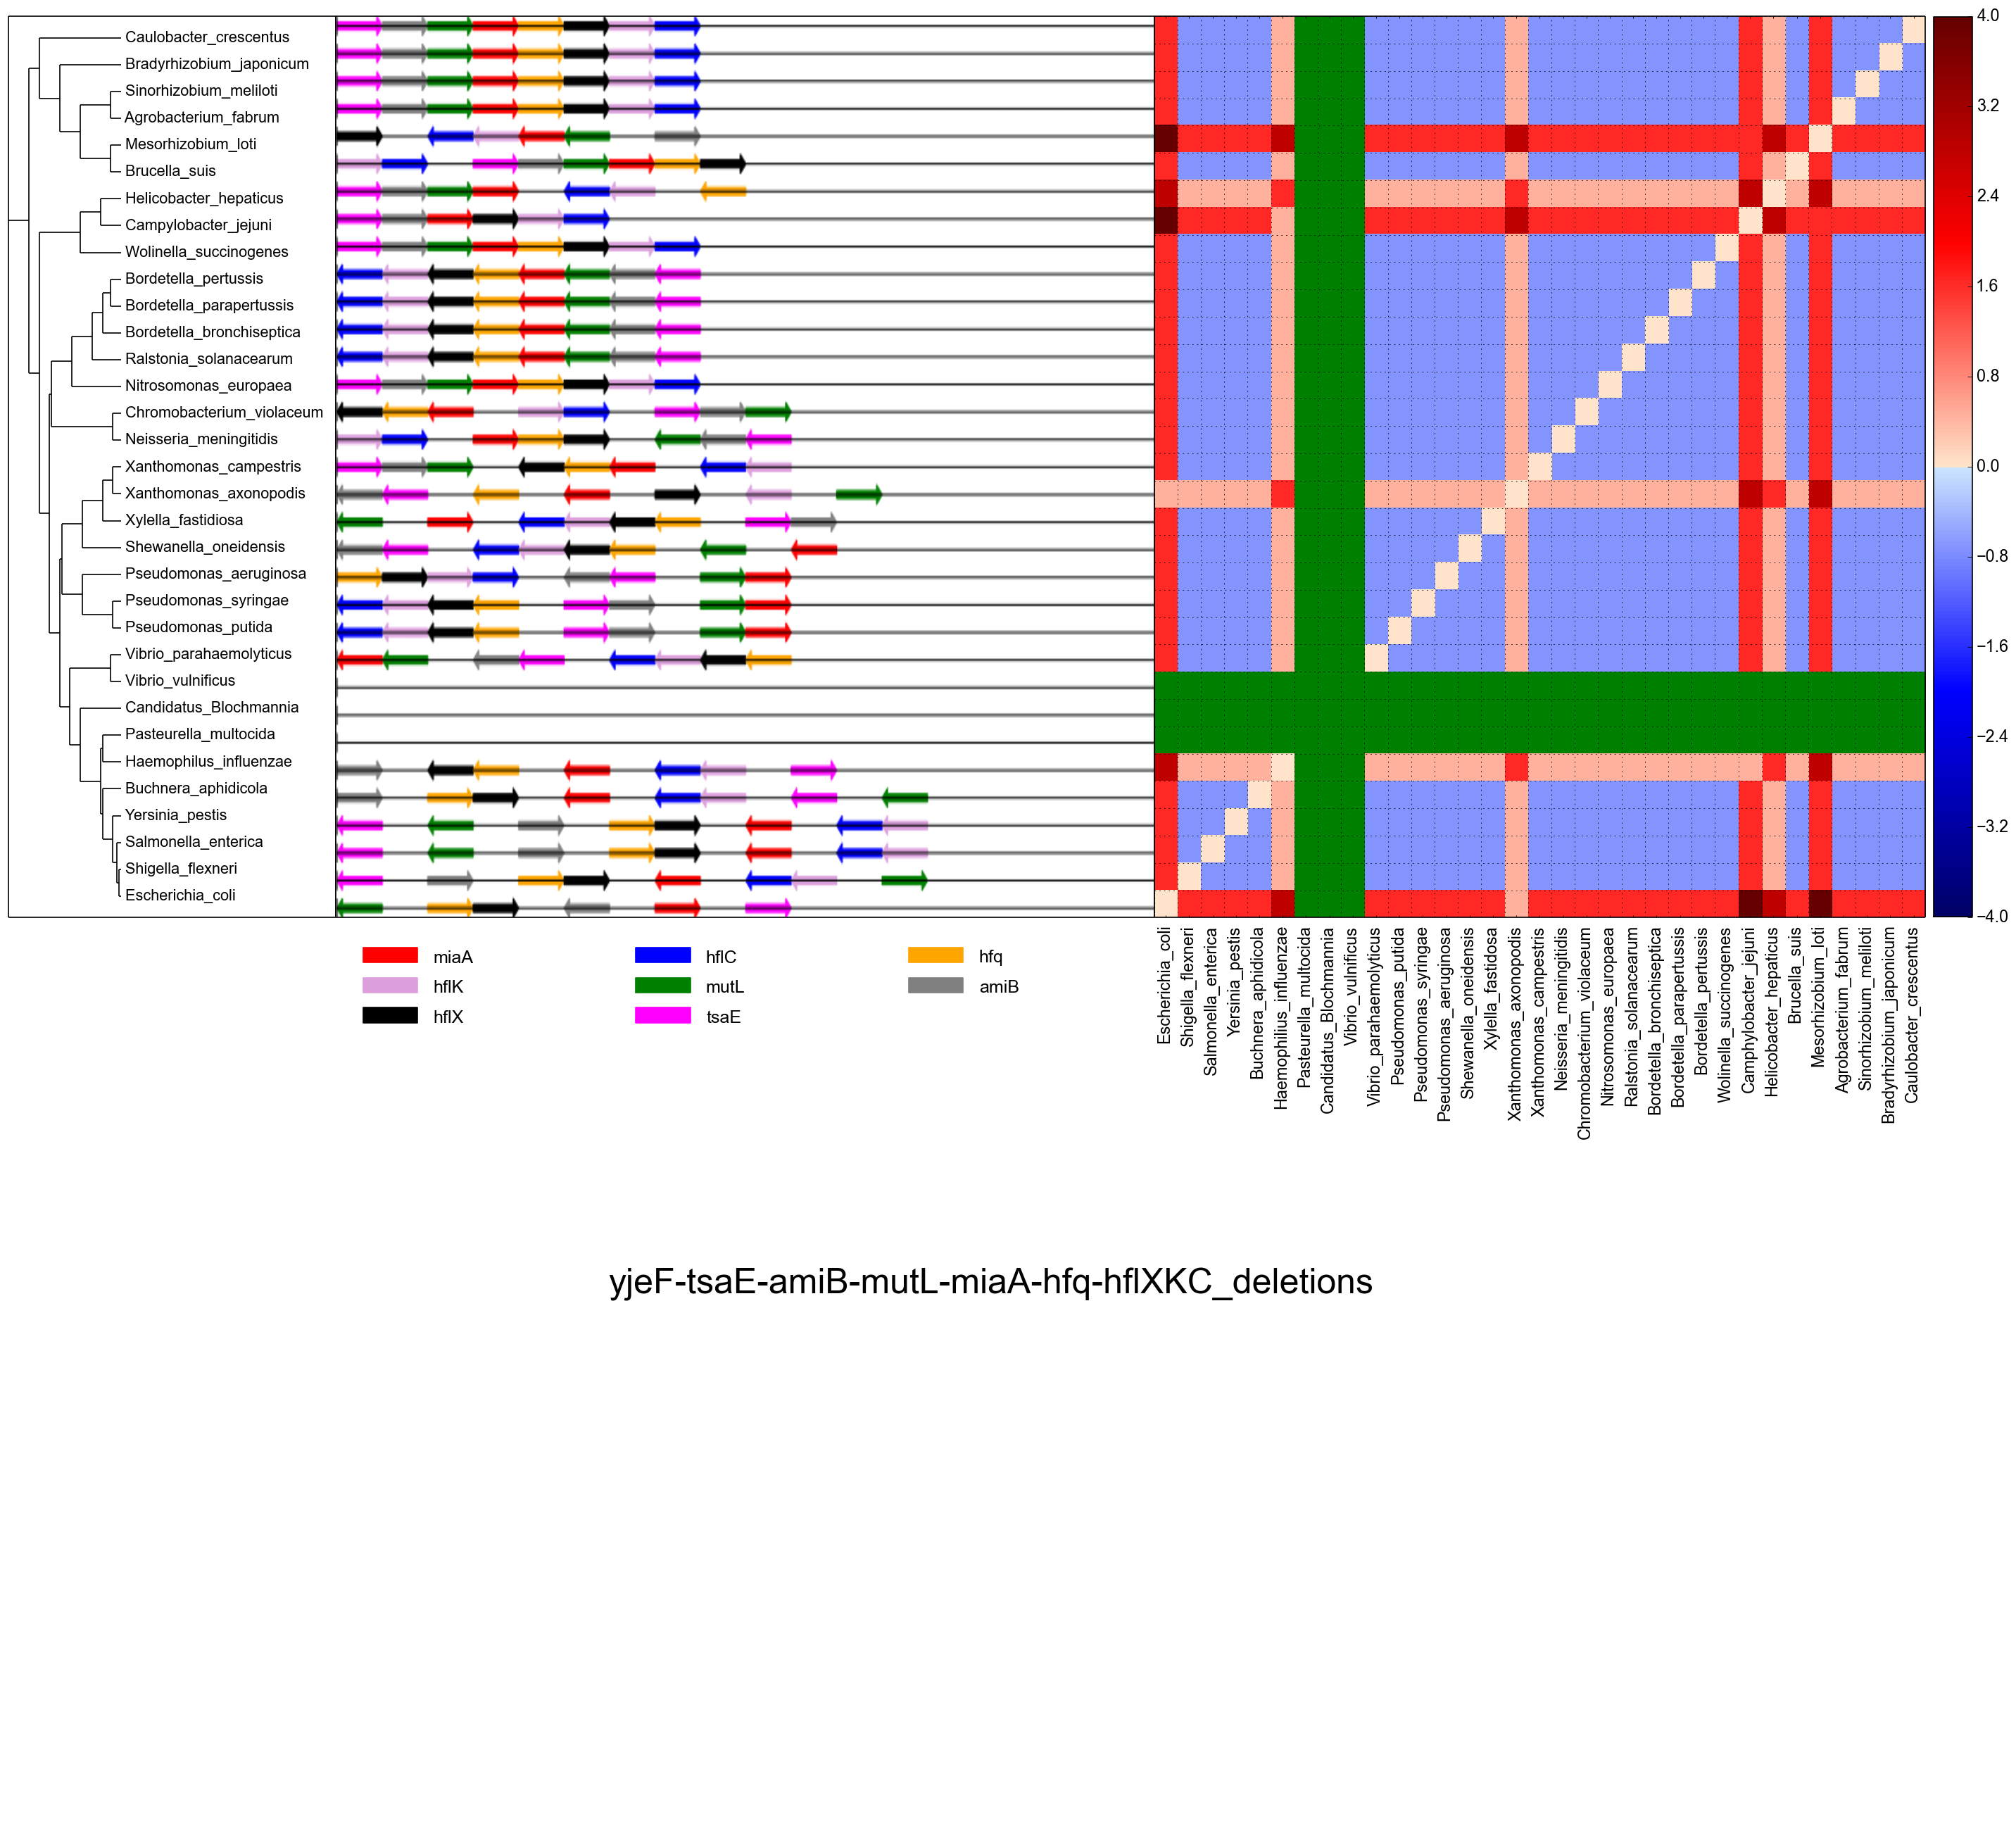 Caulobacter_crescentus
Bradyrhizobium_japonicum
Sinorhizobium_meliloti
Agrobacterium_fabrum
Mesorhizobium_loti
Brucella_suis
Helicobacter_hepaticus
Campylobacter_jejuni
Wolinella_succinogenes
Bordetella_pertussis
Bordetella_parapertussis
Bordetella_bronchiseptica
Ralstonia_solanacearum
Nitrosomonas_europaea
Chromobacterium_violaceum
Neisseria_meningitidis
Xanthomonas_campestris
Xanthomonas_axonopodis
Xylella_fastidiosa
Shewanella_oneidensis
Pseudomonas_aeruginosa
Pseudomonas_syringae
Pseudomonas_putida
Vibrio_parahaemolyticus
Vibrio_vulnificus
Candidatus_Blochmannia
Pasteurella_multocida
Haemophilus_influenzae
Buchnera_aphidicola
Yersinia_pestis
Salmonella_enterica
Shigella_flexneri
Escherichia_coli
4.0
3.2
2.4
1.6
0.8
0.0
−0.8
−1.6
−2.4
−3.2
−4.0
Escherichia_coli
Shigella_flexneri
Salmonella_enterica
Yersinia_pestis
Buchnera_aphidicola
Haemophilus_influenzae
Pasteurella_multocida
Candidatus_Blochmannia
Vibrio_vulnificus
Vibrio_parahaemolyticus
Pseudomonas_putida
Pseudomonas_syringae
Pseudomonas_aeruginosa
Shewanella_oneidensis
Xylella_fastidiosa
Xanthomonas_axonopodis
Xanthomonas_campestris
Neisseria_meningitidis
Chromobacterium_violaceum
Nitrosomonas_europaea
Ralstonia_solanacearum
Bordetella_bronchiseptica
Bordetella_parapertussis
Bordetella_pertussis
Wolinella_succinogenes
Camphylobacter_jejuni
Helicobacter_hepaticus
Brucella_suis
Mesorhizobium_loti
Agrobacterium_fabrum
Sinorhizobium_meliloti
Bradyrhizobium_japonicum
Caulobacter_crescentus
miaA hflC hfq
hflK mutL amiB
hflX tsaE
yjeF-tsaE-amiB-mutL-miaA-hfq-hflXKC_deletions